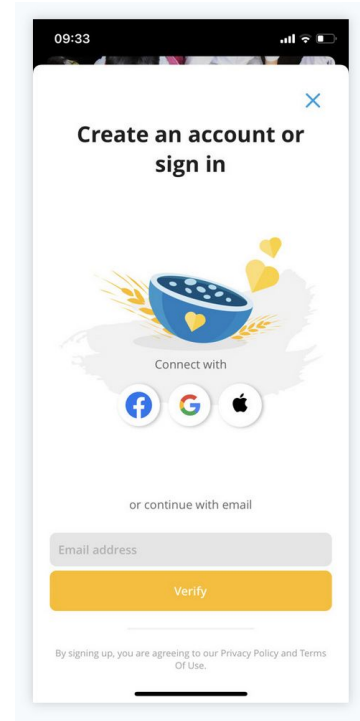 09:33
Create an account or
sign in
Connect with
or continue with email
Email address
Verify
By signing up, you are agreeing to our Privacy Policy and Terms
Of Use.